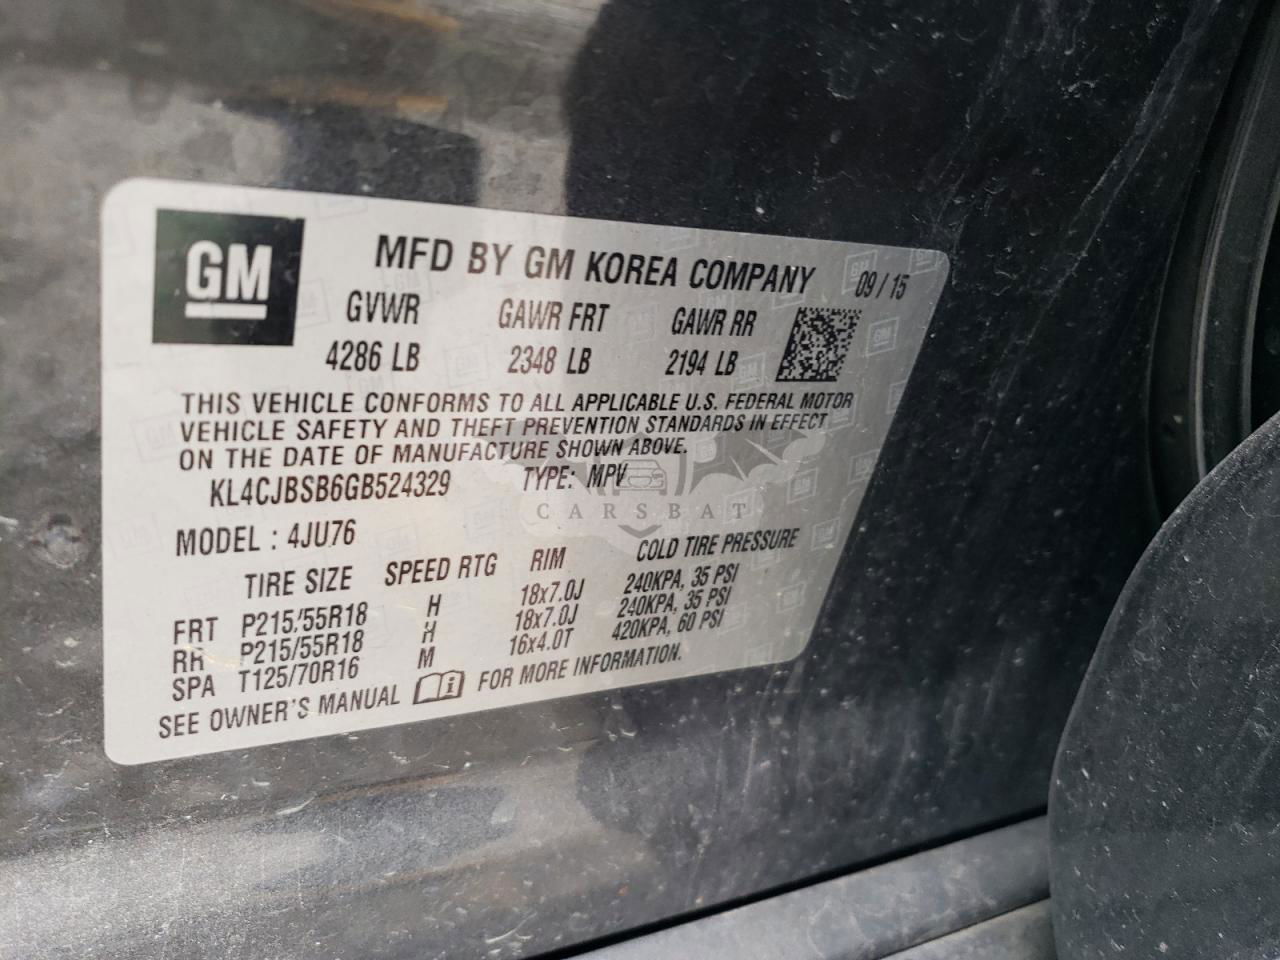 GM
MFD BY GM KOREA COMPANY 09/15
GVWR GAWR FRT GAWR RR
4286 LB 2348 LB 2194 LB
THIS VEHICLE CONFORMS TO ALL APPLICABLE U.S. FEDERAL MOTOR
VEHICLE SAFETY AND THEFT PREVENTION STANDARDS IN EFFECT
ON THE DATE OF MANUFACTURE SHOWN ABOVE.
KL4CJBSB6GB524329 TYPE: MPV
CARSBAT
MODEL : 4JU76
TIRE SIZE SPEED RTG RIM COLD TIRE PRESSURE
FRT P215/55R18 H 18x7.0J 240KPA, 35 PSI
RR P215/55R18 H 18x7.0J 240KPA, 35 PSI
SPA T125/70R16 M 16x4.0T 420KPA, 60 PSI
SEE OWNER'S MANUAL i FOR MORE INFORMATION.